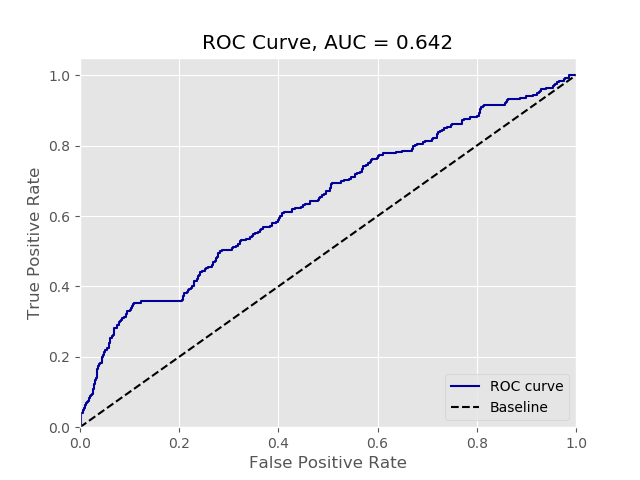 ROC Curve, AUC = 0.642
True Positive Rate
1.0
0.8
0.6
0.4
0.2
0.0
0.0 0.2 0.4 0.6 0.8 1.0
False Positive Rate
ROC curve
Baseline